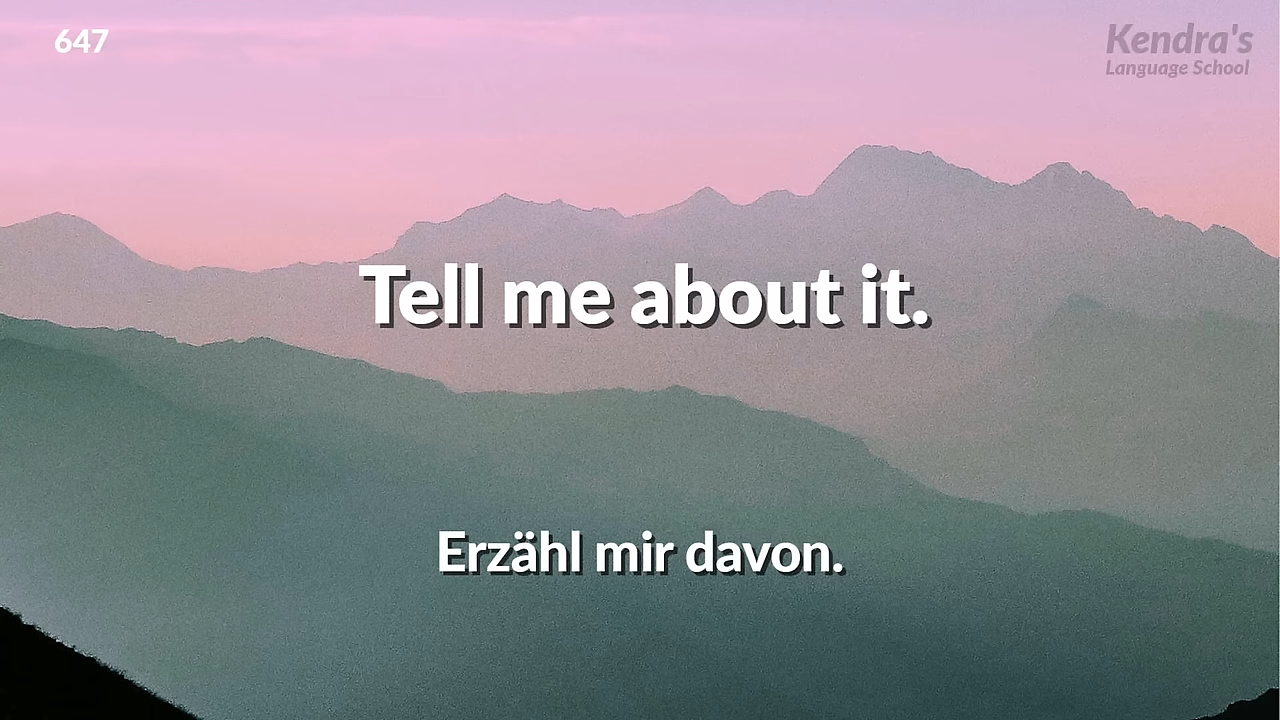 647
Kendra's
Language School
Tell me about it.
Erzähl mir davon.